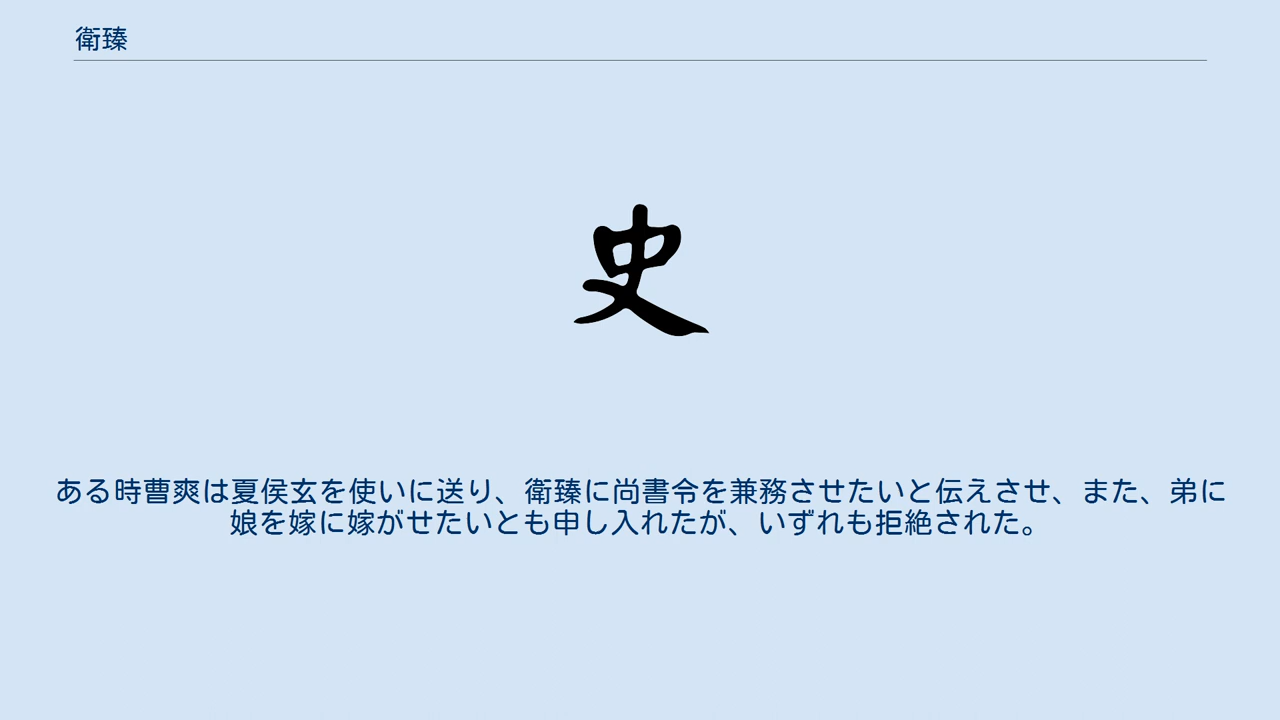 衛臻
史
ある時曹爽は夏侯玄を使いに送り、衛臻に尚書令を兼務させたいと伝えさせ、また、弟に
娘を嫁に嫁がせたいとも申し入れたが、いずれも拒絶された。